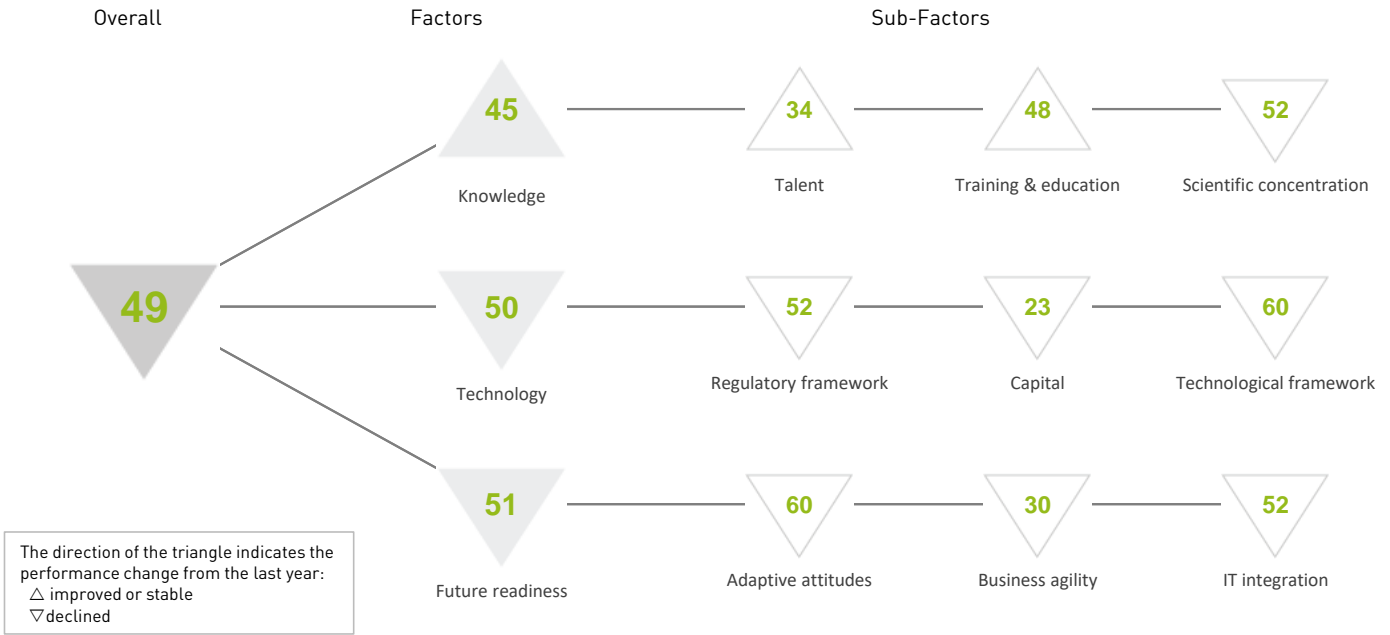 Overall
Factors
Sub-Factors
45
34
48
52
Knowledge
Talent
Training & education
Scientific concentration
49
50
52
23
60
Technology
Regulatory framework
Capital
Technological framework
51
60
30
52
Future readiness
Adaptive attitudes
Business agility
IT integration
The direction of the triangle indicates the
performance change from the last year:
△ improved or stable
▽ declined